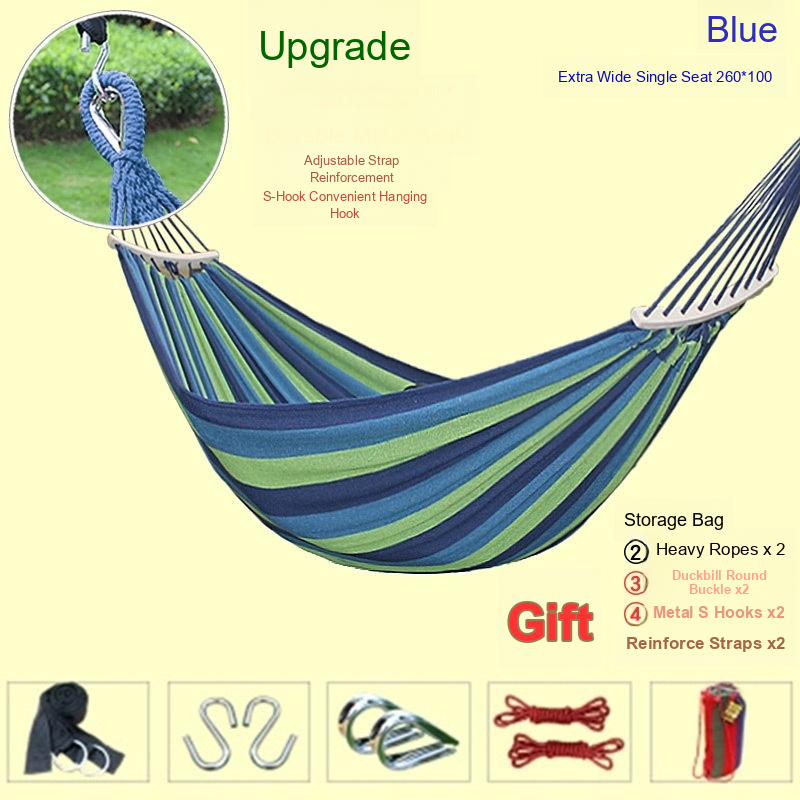 Upgrade
Blue
Extra Wide Single Seat 260*100
Adjustable Strap
Reinforcement
S-Hook Convenient Hanging
Hook
Storage Bag
2 Heavy Ropes x 2
3 Duckbill Round
Buckle x2
4 Metal S Hooks x2
Reinforce Straps x2
Gift